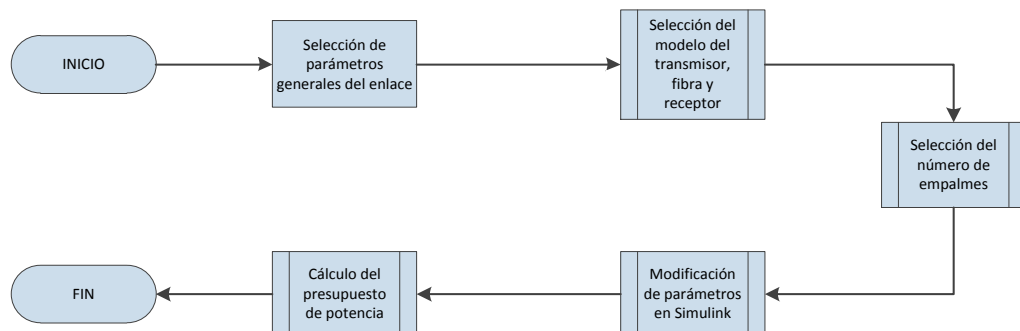 INICIO
Selección de
parámetros
generales del enlace
Selección del
modelo del
transmisor,
fibra y
receptor
Selección del
número de
empalmes
Modificación
de parámetros
en Simulink
Cálculo del
presupuesto
de potencia
FIN